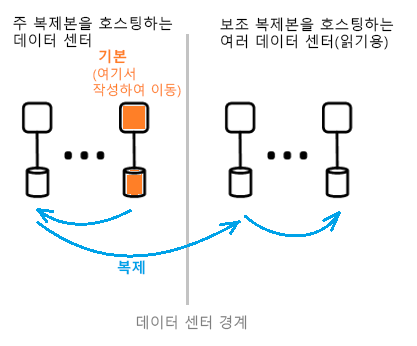 주 복제본을 호스팅하는
데이터 센터
보조 복제본을 호스팅하는
여러 데이터 센터(읽기용)
기본
(여기서
작성하여 이동)
복제
데이터 센터 경계